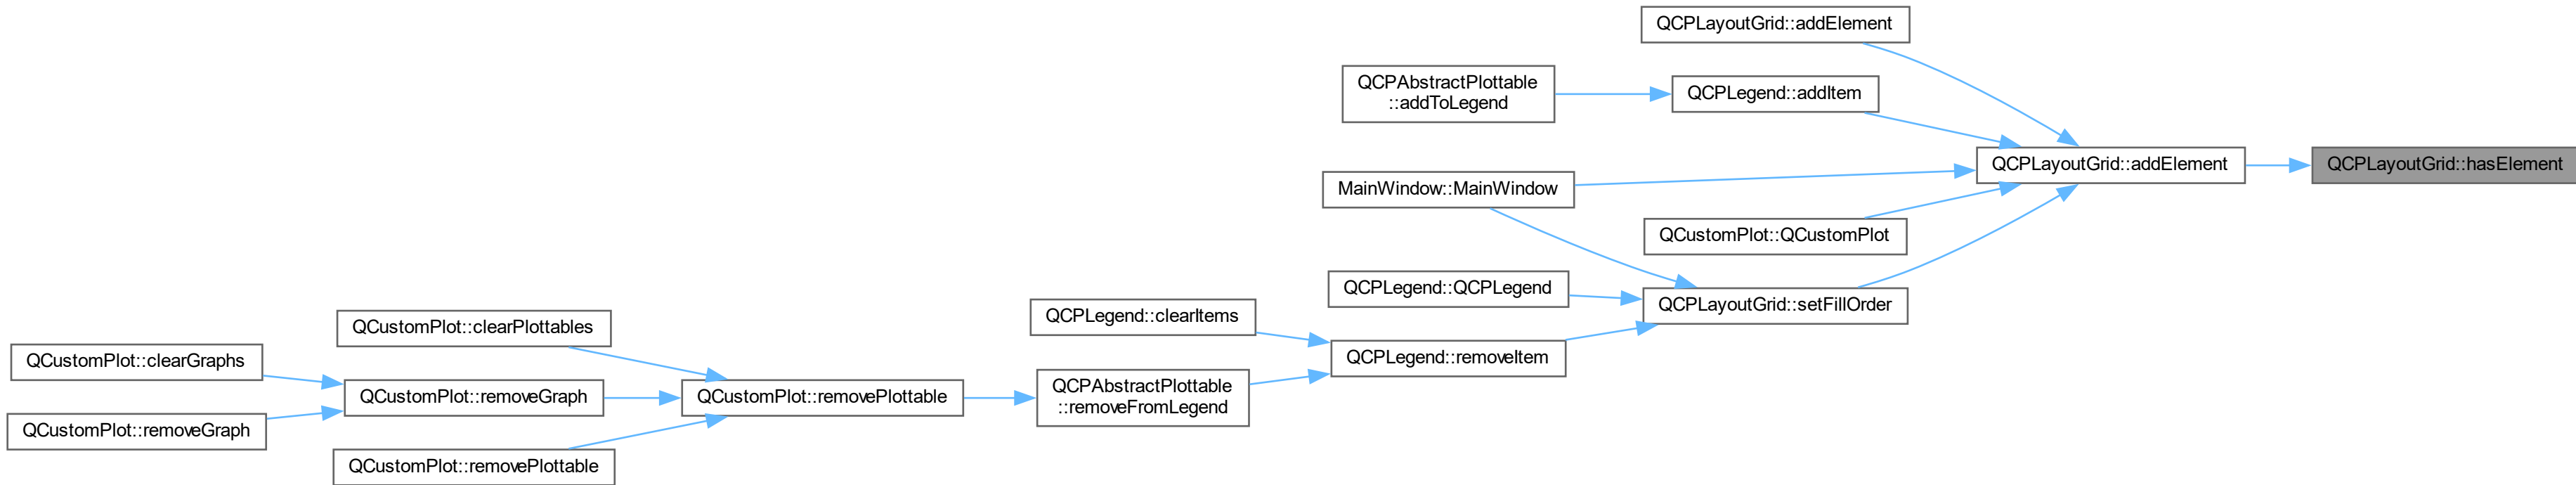 QCPLayoutGrid::addElement
QCPAbstractPlottable
::addToLegend
QCPLegend::addItem
QCPLayoutGrid::addElement
QCPLayoutGrid::hasElement
MainWindow::MainWindow
QCustomPlot::QCustomPlot
QCPLegend::QCPLegend
QCPLayoutGrid::setFillOrder
QCPLegend::clearItems
QCustomPlot::clearPlottables
QCPLegend::removeItem
QCustomPlot::clearGraphs
QCustomPlot::removeGraph
QCustomPlot::removePlottable
QCPAbstractPlottable
::removeFromLegend
QCustomPlot::removeGraph
QCustomPlot::removePlottable